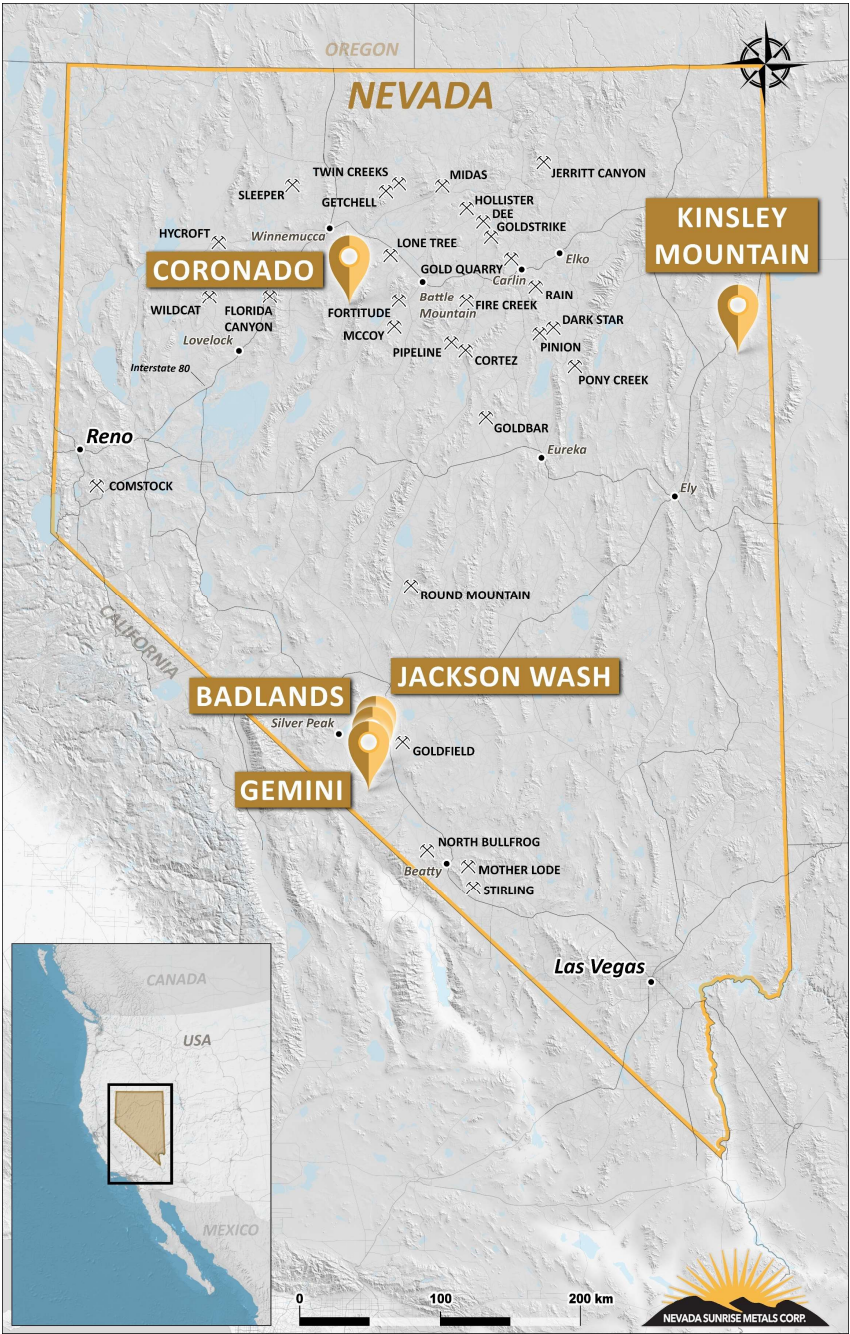 OREGON
NEVADA
TWIN CREEKS
MIDAS
JERRITT CANYON
SLEEPER
GETCHELL
HOLLISTER
DEE
GOLDSTRIKE
KINSLEY
MOUNTAIN
HYCROFT
Winnemucca
LONE TREE
CORONADO
GOLD QUARRY
Elko
Carlin
WILDCAT
FLORIDA
CANYON
FORTITUDE
Battle
Mountain
FIRE CREEK
RAIN
MCCOY
DARK STAR
Lovelock
PIPELINE
CORTEZ
PINION
Interstate 80
PONY CREEK
GOLDBAR
Reno
Eureka
COMSTOCK
Ely
ROUND MOUNTAIN
CALIFORNIA
JACKSON WASH
BADLANDS
Silver Peak
GOLDFIELD
GEMINI
NORTH BULLFROG
Beatty
MOTHER LODE
STIRLING
Las Vegas
CANADA
USA
MEXICO
0 100 200 km
NEVADA SUNRISE METALS CORP.